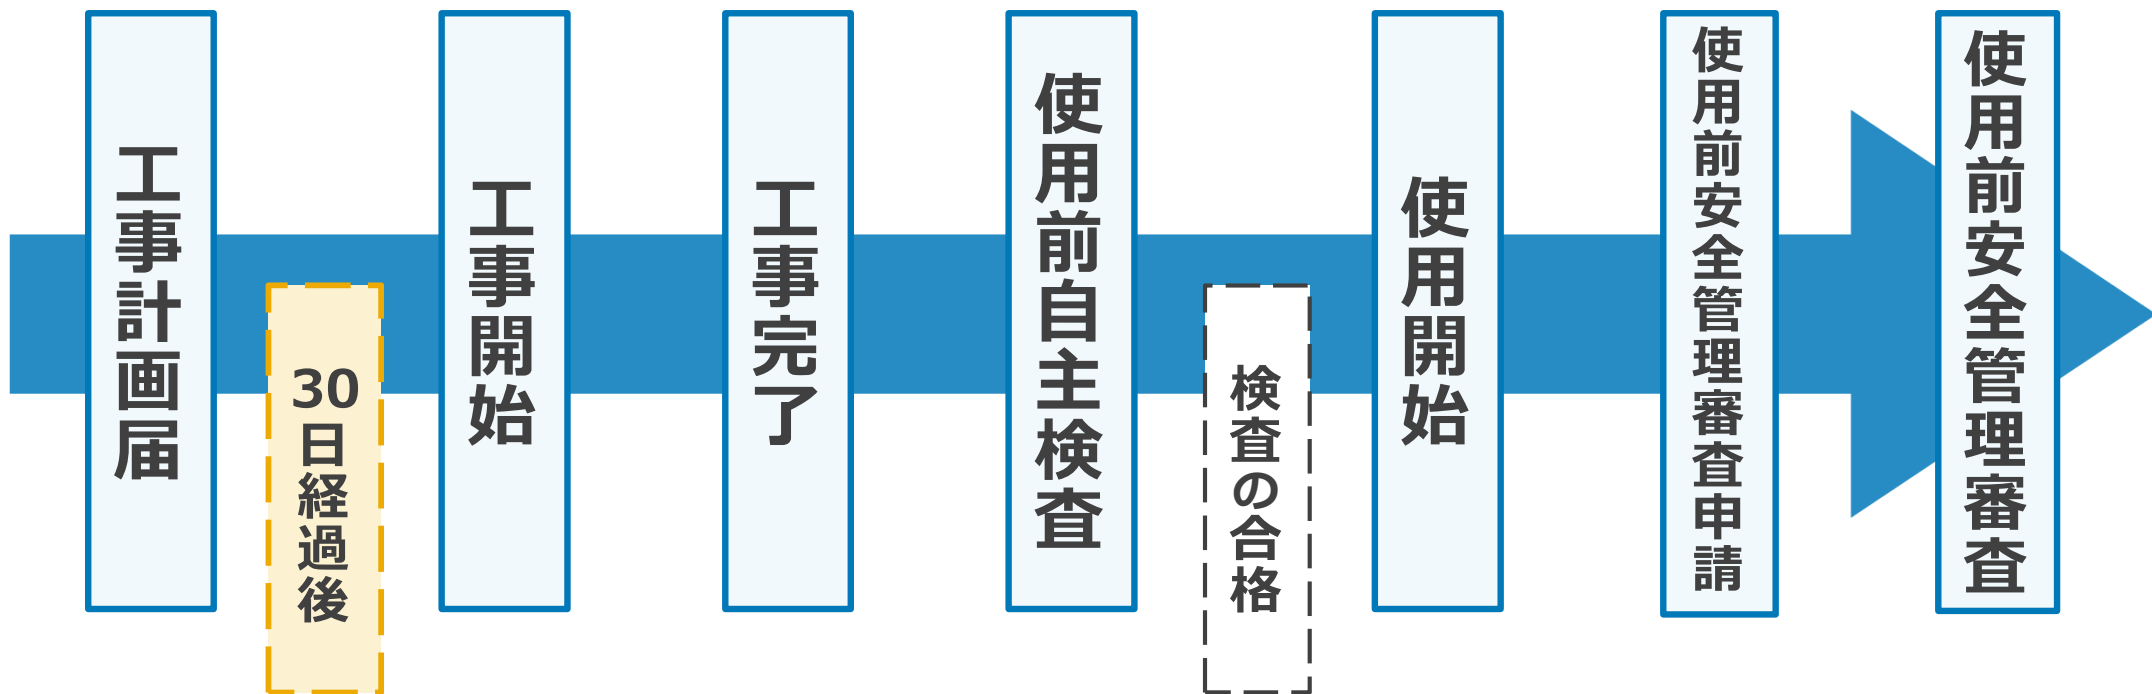 工事計画届
30日経過後
工事開始
工事完了
使用前自主検査
検査の合格
使用開始
使用前安全管理審査申請
使用前安全管理審査